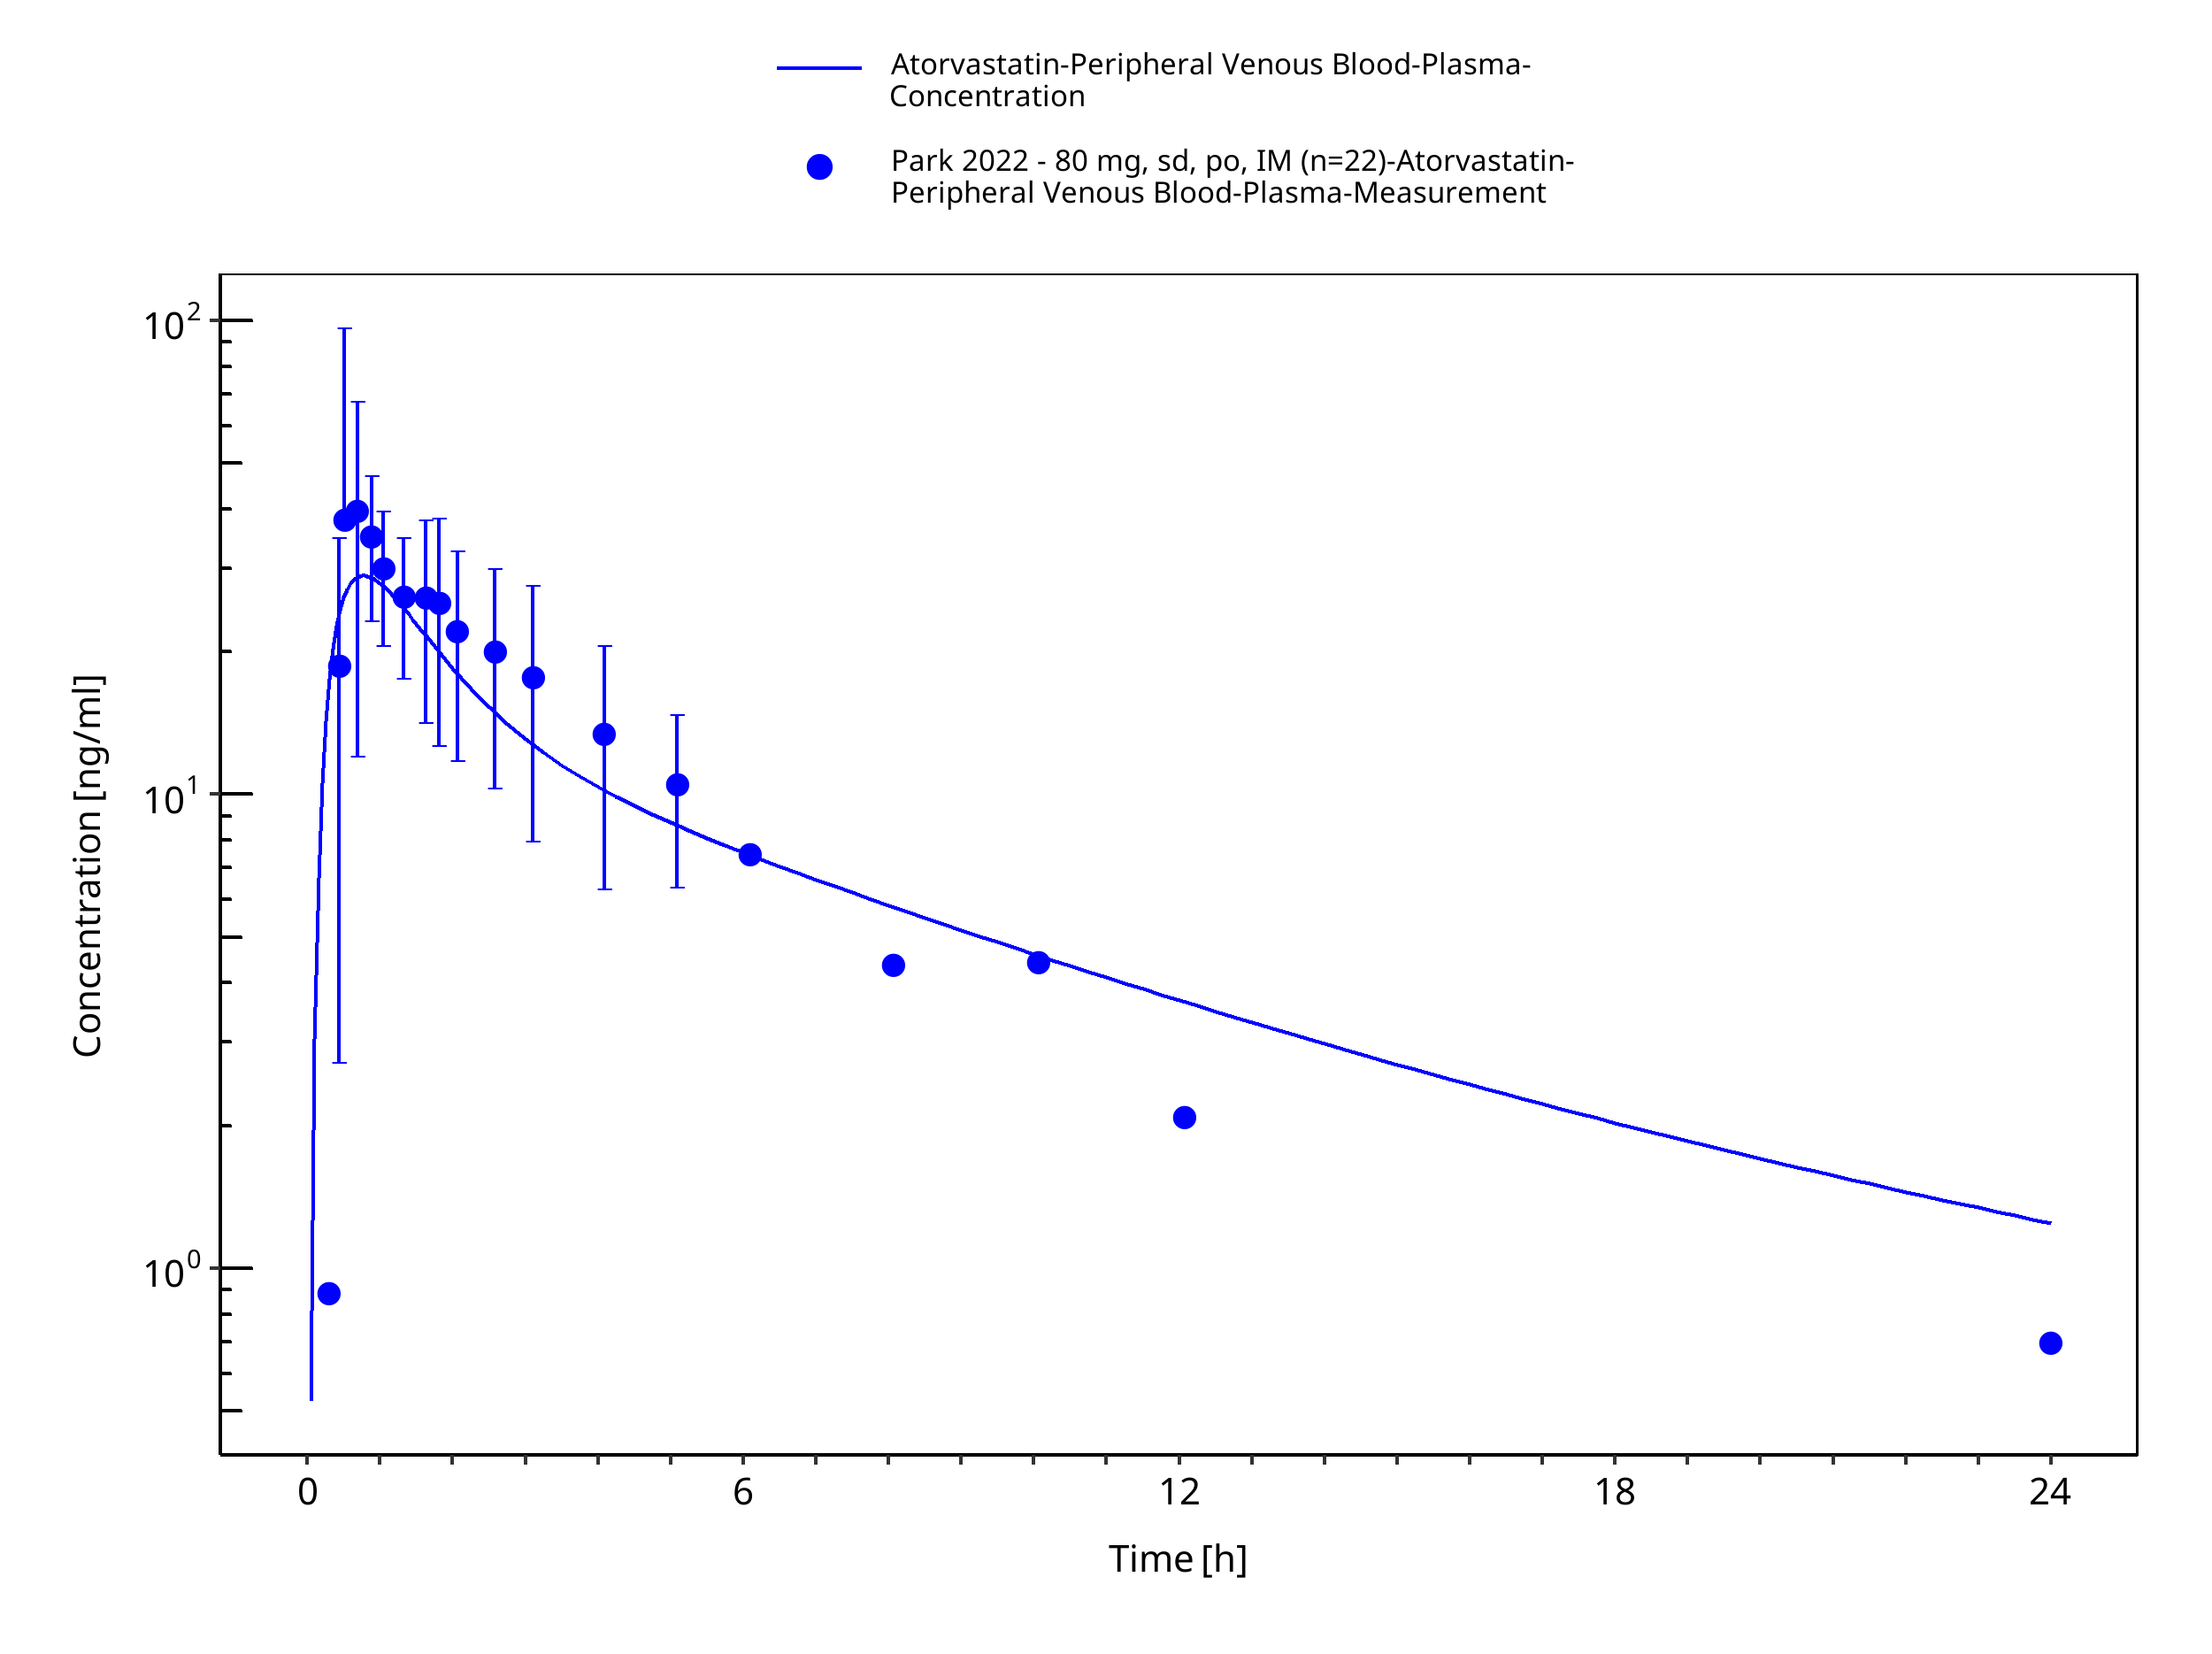 Atorvastatin-Peripheral Venous Blood-Plasma-
Concentration
Park 2022 - 80 mg, sd, po, IM (n=22)-Atorvastatin-
Peripheral Venous Blood-Plasma-Measurement
10²
10¹
10⁰
Concentration [ng/ml]
0 6 12 18 24
Time [h]